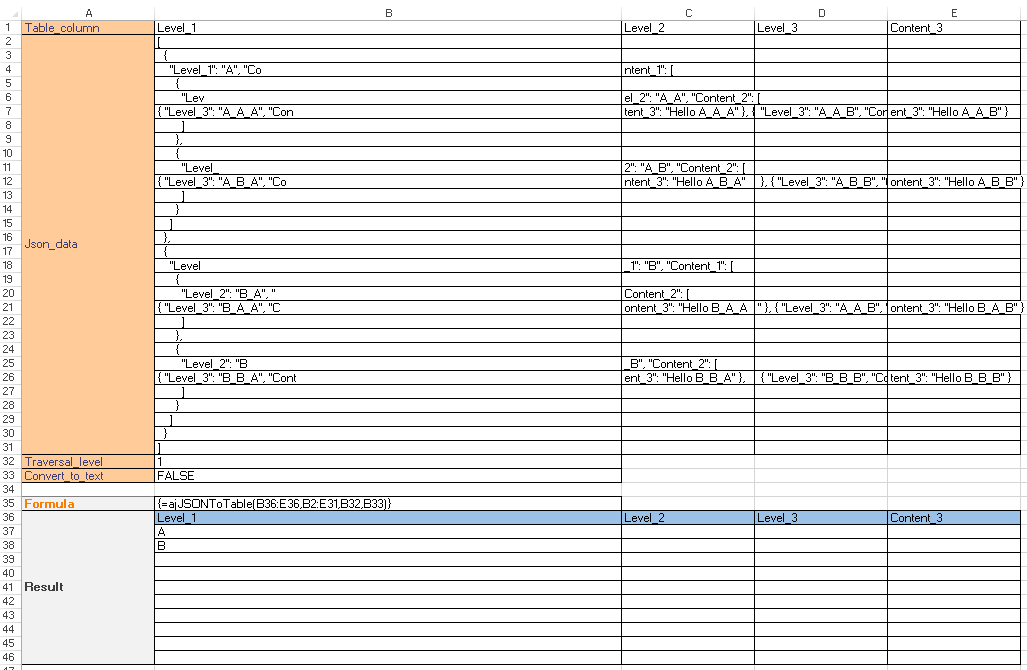 A B C D E
1 Table_column Level_1 Level_2 Level_3 Content_3
2 [
3 {
4 "Level_1": "A", "Co ntent_1": [
5 {
6 "Lev el_2": "A_A", "Content_2": [
7 { "Level_3": "A_A_A", "Con tent_3": "Hello A_A_A" }, { "Level_3": "A_A_B", "Con ent_3": "Hello A_A_B" }
8 ]
9 },
10 {
11 "Level_ 2": "A_B", "Content_2": [
12 { "Level_3": "A_B_A", "Co ntent_3": "Hello A_B_A" }, { "Level_3": "A_B_B", " ontent_3": "Hello A_B_B" }
13 ]
14 }
15 ]
16 },
Json_data
17 {
18 "Level _1": "B", "Content_1": [
19 {
20 "Level_2": "B_A", " Content_2": [
21 { "Level_3": "B_A_A", "C ontent_3": "Hello B_A_A " }, { "Level_3": "A_A_B", " ontent_3": "Hello B_A_B" }
22 ]
23 },
24 {
25 "Level_2": "B _B", "Content_2": [
26 { "Level_3": "B_B_A", "Cont ent_3": "Hello B_B_A" }, { "Level_3": "B_B_B", "Co tent_3": "Hello B_B_B" }
27 ]
28 }
29 ]
30 }
31 ]
32 Traversal_level 1
33 Convert_to_text FALSE
34
35 Formula {=ajJSONToTable(B36:E36,B2:E31,B32,B33)}
36 Level_1 Level_2 Level_3 Content_3
37 A
38 B
39
40
41 Result
42
43
44
45
46